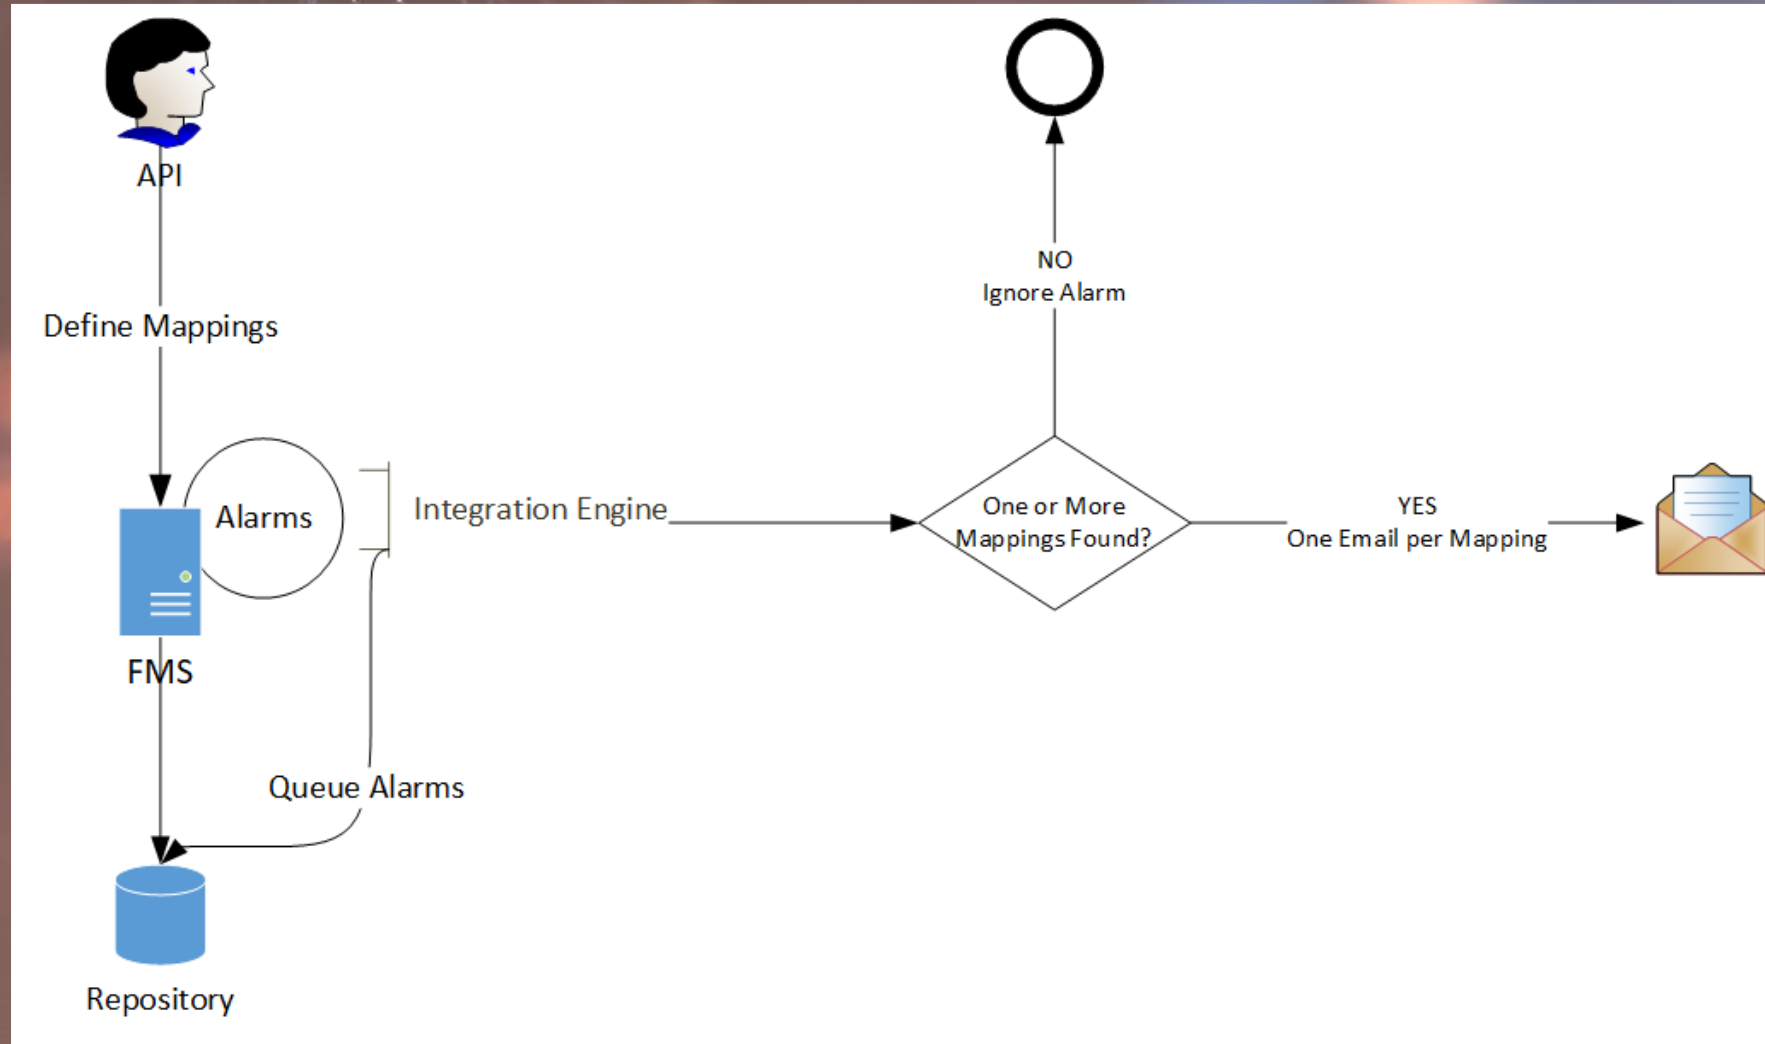 API
Define Mappings
NO
Ignore Alarm
Alarms
Integration Engine
One or More
Mappings Found?
YES
One Email per Mapping
FMS
Queue Alarms
Repository